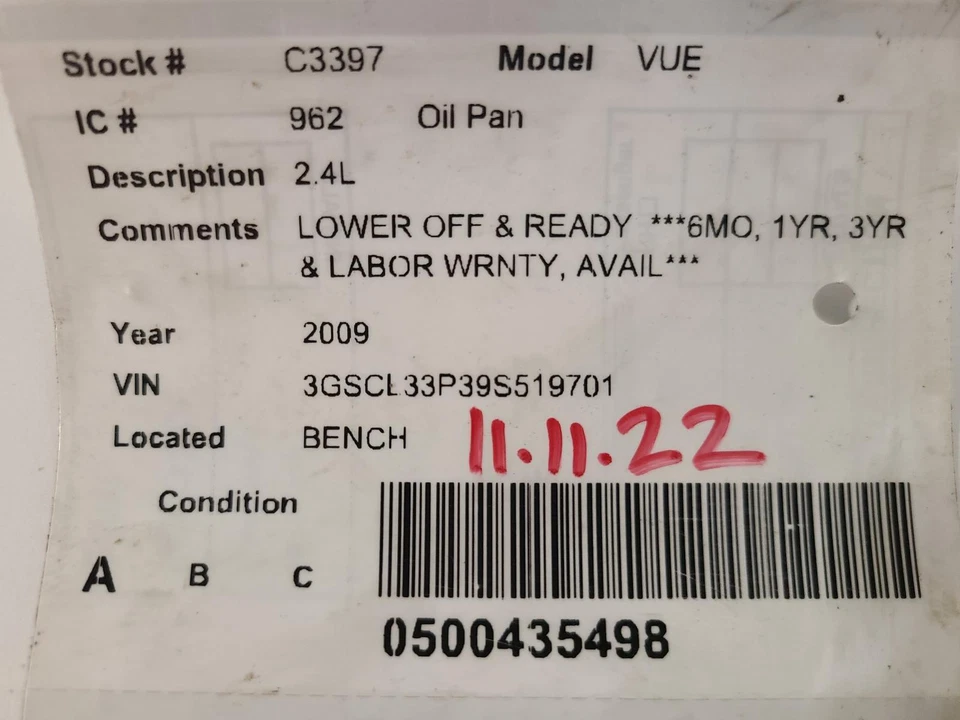 Stock # C3397 Model VUE
IC # 962 Oil Pan
Description 2.4L
Comments LOWER OFF & READY ***6MO, 1YR, 3YR
& LABOR WRNTY, AVAIL***
Year 2009
VIN 3GSCL33P39S519701
Located BENCH 11.11.22
Condition
A B C
0500435498